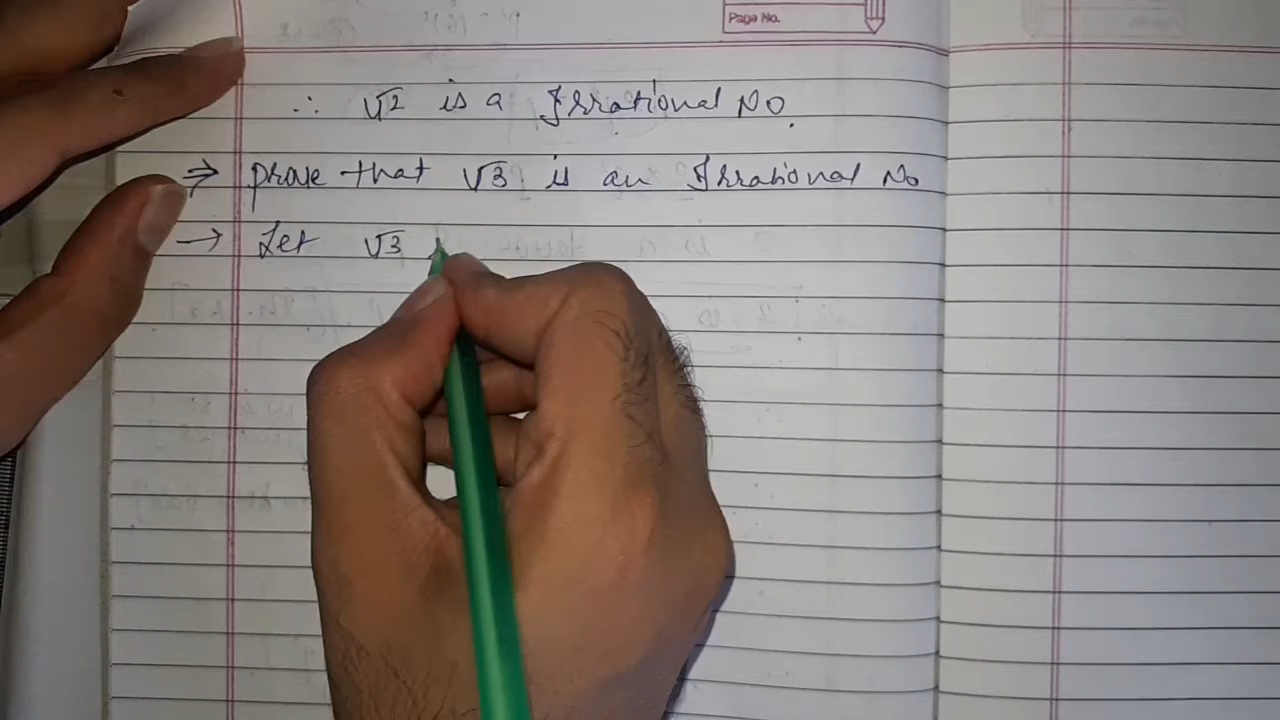 Page No.
∴ √2 is a Irrational No.
⇒ prove that √3 is an Irrational No
→ Let √3